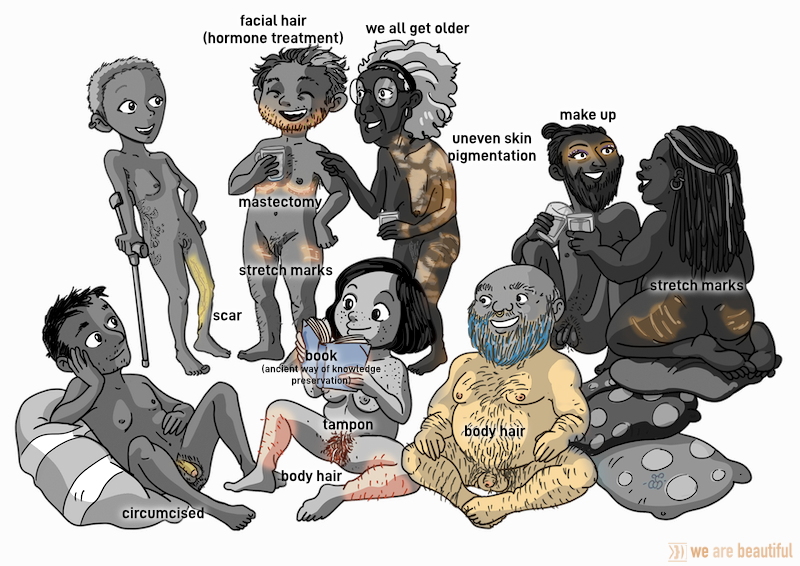 facial hair
(hormone treatment)
we all get older
make up
uneven skin
pigmentation
mastectomy
stretch marks
stretch marks
scar
book
(ancient way of knowledge
preservation)
tampon
body hair
body hair
circumcised
we are beautiful